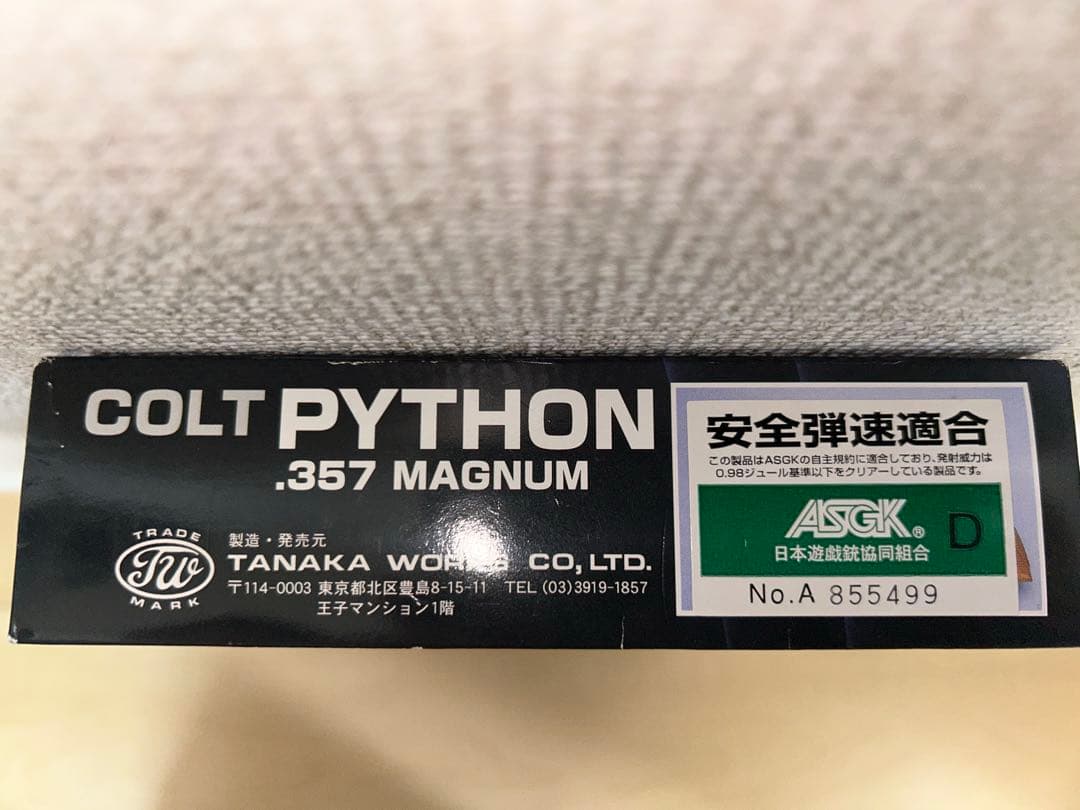 COLT PYTHON
.357 MAGNUM
TRADE
TW
MARK
製造・発売元
TANAKA WORKS CO,LTD.
〒114-0003 東京都北区豊島8-15-11 TEL (03)3919-1857
王子マンション1階
安全弾速適合
この製品はASGKの自主規約に適合しており、発射威力は
0.98ジュール基準以下をクリアーしている製品です。
ASGK® D
日本遊戯銃協同組合
No.A 855499